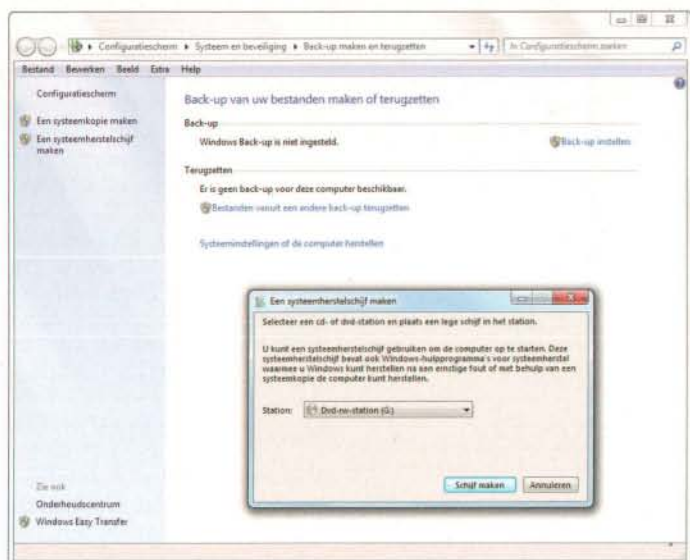 Configuratiescherm ▸ Systeem en beveiliging ▸ Back-up maken en terugzetten
In Configuratiescherm zoeken
Bestand Bewerken Beeld Extra Help
Configuratiescherm
Een systeemkopie maken
Een systeemherstelschijf
maken
Back-up van uw bestanden maken of terugzetten
Back-up
Windows Back-up is niet ingesteld.
Back-up instellen
Terugzetten
Er is geen back-up voor deze computer beschikbaar.
Bestanden vanuit een andere back-up terugzetten
Systeeminstellingen of de computer herstellen
Een systeemherstelschijf maken
Selecteer een cd- of dvd-station en plaats een lege schijf in het station.
U kunt een systeemherstelschijf gebruiken om de computer op te starten. Deze
systeemherstelschijf bevat ook Windows-hulpprogramma's voor systeemherstel
waarmee u Windows kunt herstellen na een ernstige fout of met behulp van een
systeemkopie de computer kunt herstellen.
Station: Dvd-rw-station (G:)
Schijf maken Annuleren
Zie ook
Onderhoudscentrum
Windows Easy Transfer